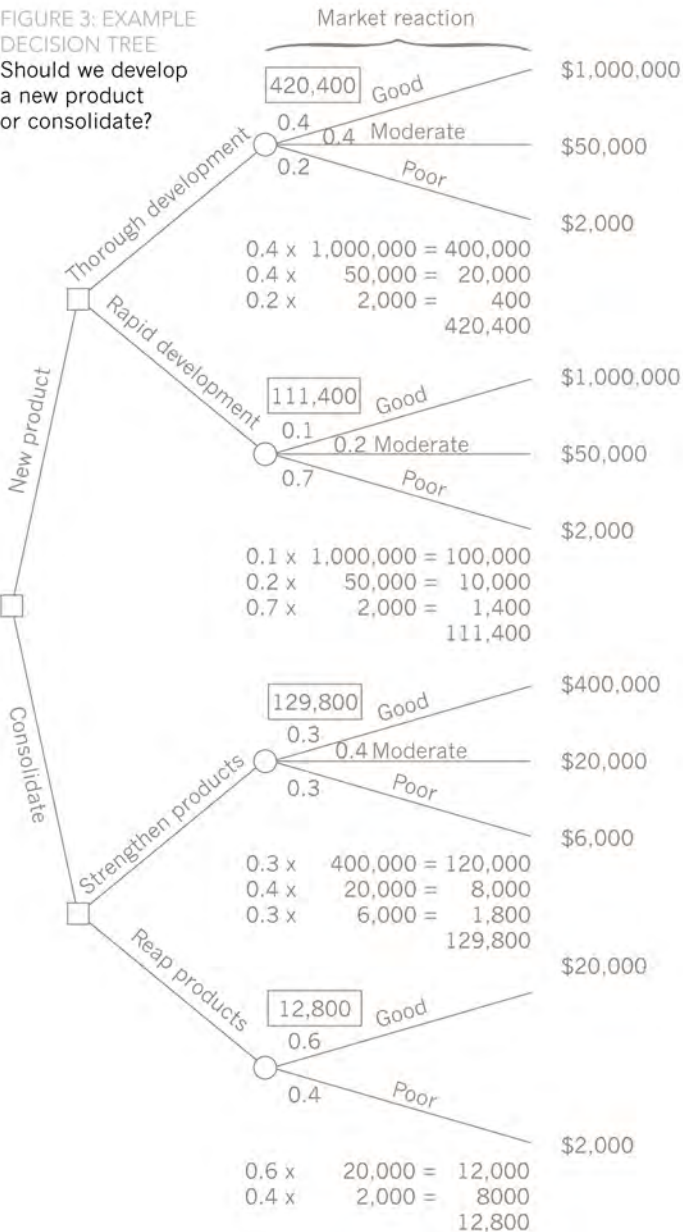 FIGURE 3: EXAMPLE
DECISION TREE
Should we develop
a new product
or consolidate?
Market reaction
New product
Consolidate
Thorough development
420,400
0.4
Good
$1,000,000
0.4
Moderate
$50,000
0.2
Poor
$2,000
0.4 x 1,000,000 = 400,000
0.4 x 50,000 = 20,000
0.2 x 2,000 = 400
420,400
Rapid development
111,400
0.1
Good
$1,000,000
0.2
Moderate
$50,000
0.7
Poor
$2,000
0.1 x 1,000,000 = 100,000
0.2 x 50,000 = 10,000
0.7 x 2,000 = 1,400
111,400
Strengthen products
129,800
0.3
Good
$400,000
0.4
Moderate
$20,000
0.3
Poor
$6,000
0.3 x 400,000 = 120,000
0.4 x 20,000 = 8,000
0.3 x 6,000 = 1,800
129,800
Reap products
12,800
0.6
Good
$20,000
0.4
Poor
$2,000
0.6 x 20,000 = 12,000
0.4 x 2,000 = 8000
12,800